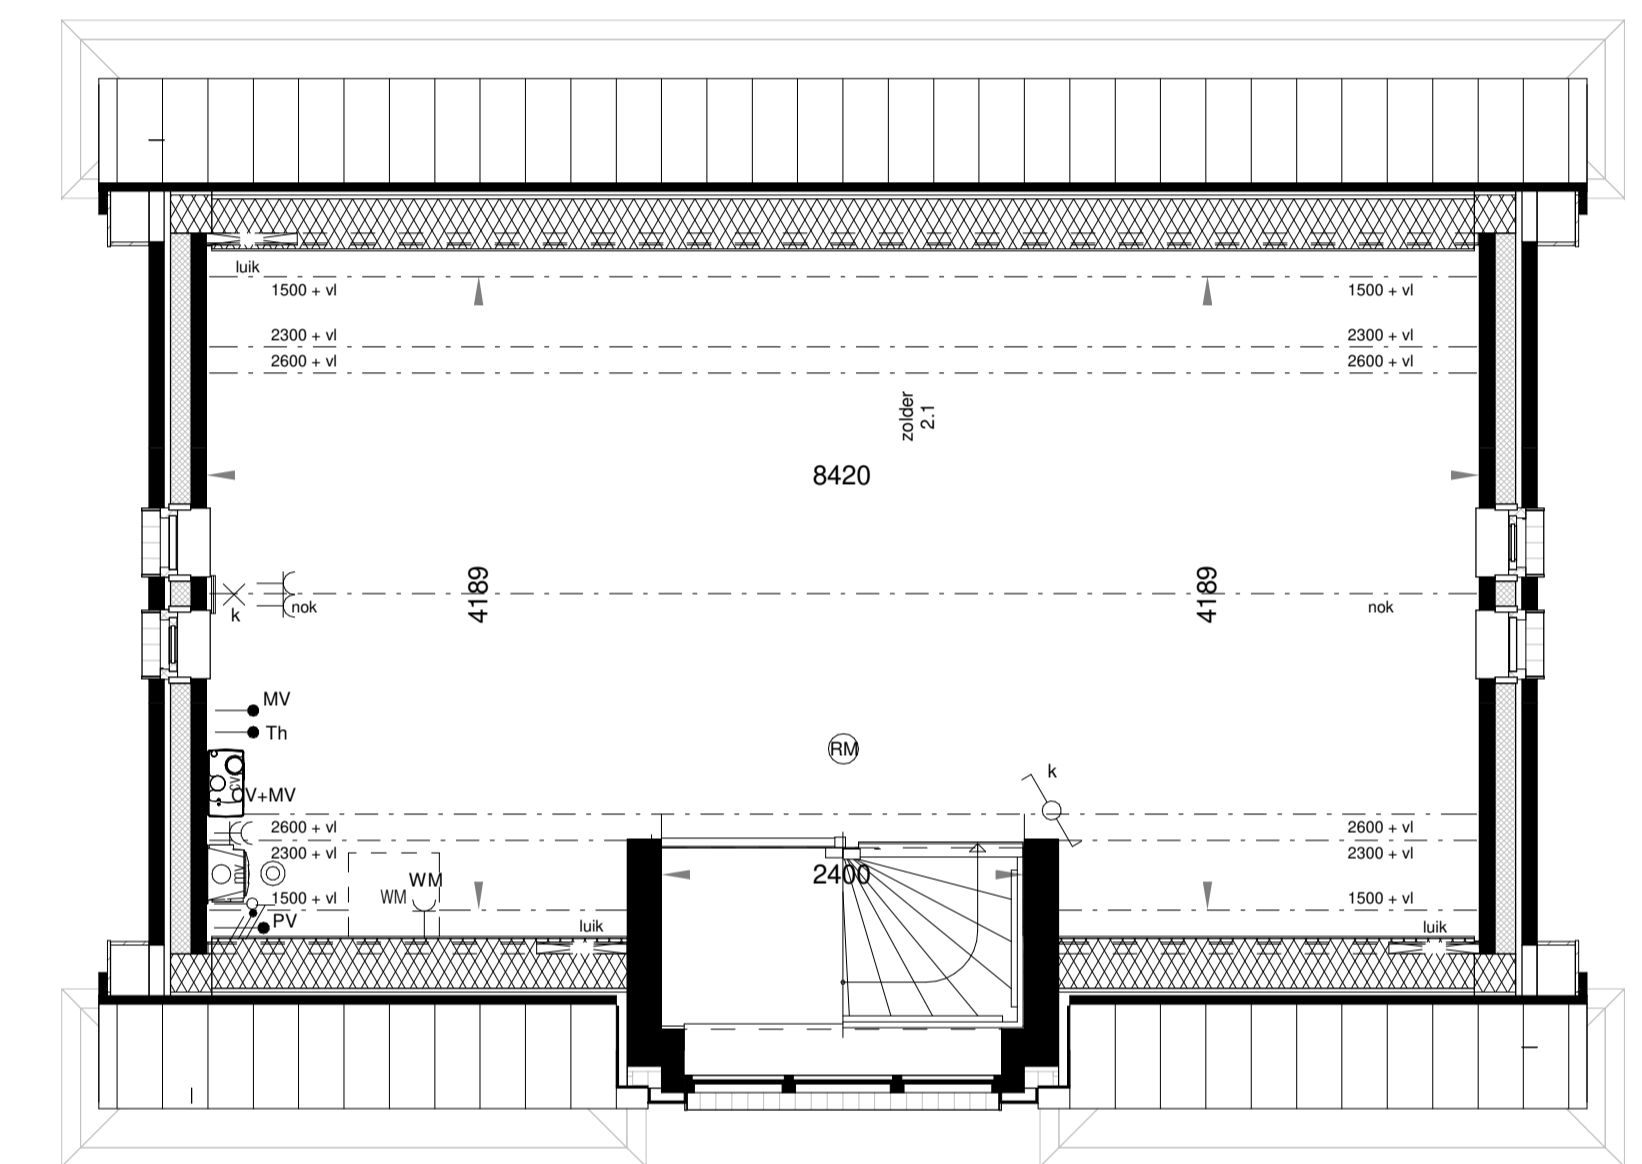 luik
1500 + vl
1500 + vl
2300 + vl
2300 + vl
2600 + vl
2600 + vl
zolder
2.1
8420
4189
4189
k
nok
nok
MV
Th
RM
k
cv
CV+MV
2600 + vl
2600 + vl
2300 + vl
2300 + vl
mv
2400
WM
WM
1500 + vl
1500 + vl
PV
luik
luik